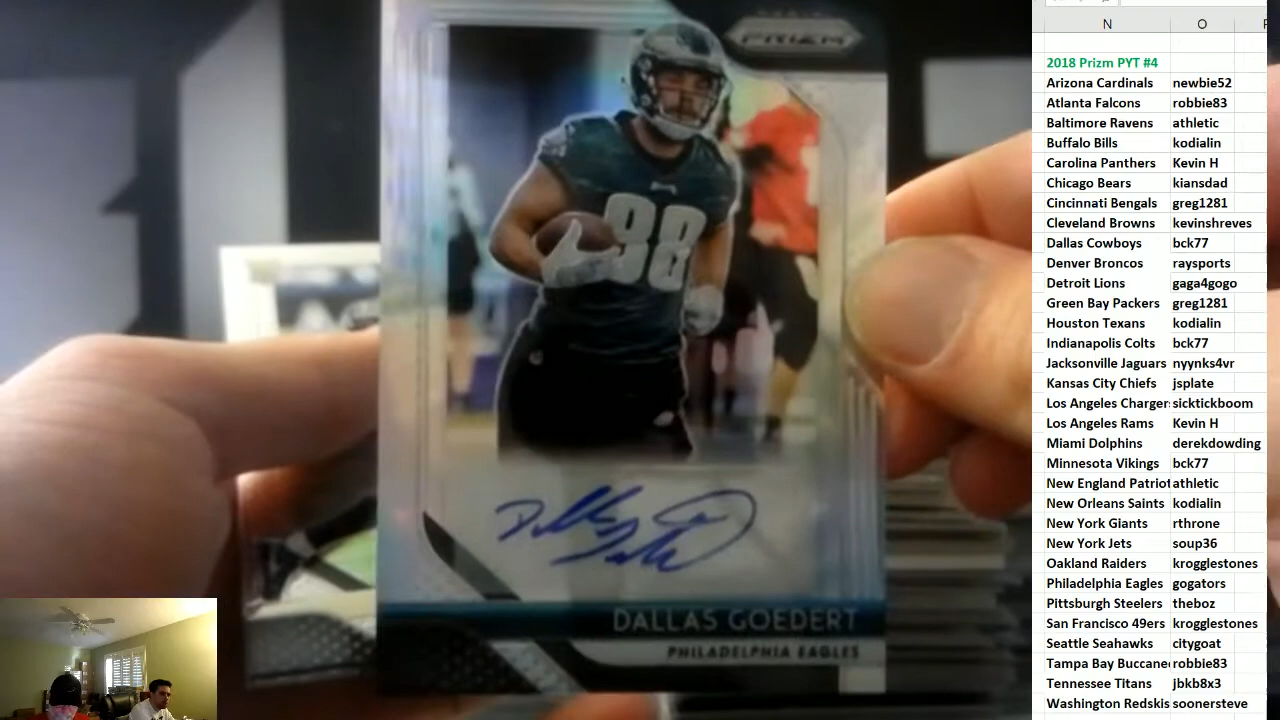 PRIZM
88
DALLAS GOEDERT
PHILADELPHIA EAGLES
N O
2018 Prizm PYT #4
Arizona Cardinals newbie52
Atlanta Falcons robbie83
Baltimore Ravens athletic
Buffalo Bills kodialin
Carolina Panthers Kevin H
Chicago Bears kiansdad
Cincinnati Bengals greg1281
Cleveland Browns kevinshreves
Dallas Cowboys bck77
Denver Broncos raysports
Detroit Lions gaga4gogo
Green Bay Packers greg1281
Houston Texans kodialin
Indianapolis Colts bck77
Jacksonville Jaguars nyynks4vr
Kansas City Chiefs jsplate
Los Angeles Charger sicktickboom
Los Angeles Rams Kevin H
Miami Dolphins derekdowding
Minnesota Vikings bck77
New England Patriot athletic
New Orleans Saints kodialin
New York Giants rthrone
New York Jets soup36
Oakland Raiders krogglestones
Philadelphia Eagles gogators
Pittsburgh Steelers theboz
San Francisco 49ers krogglestones
Seattle Seahawks citygoat
Tampa Bay Buccane robbie83
Tennessee Titans jbkb8x3
Washington Redskis soonersteve